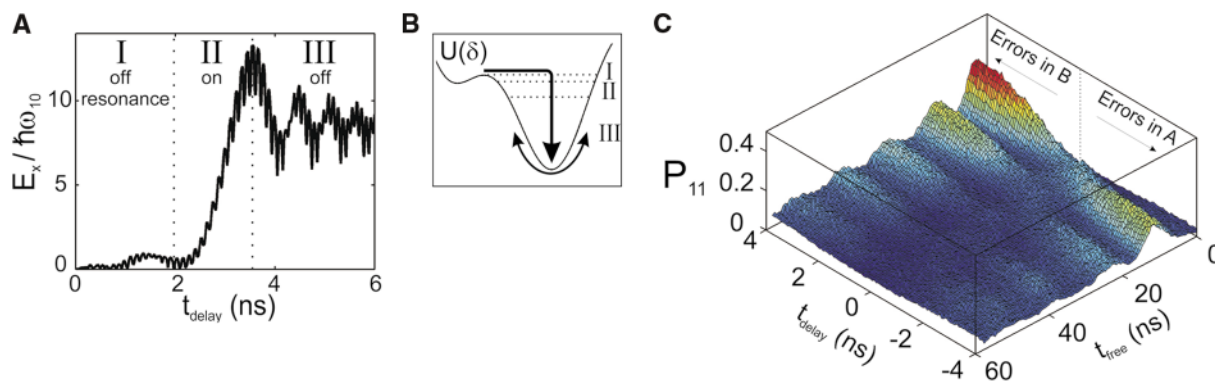 A
E_x / ħω_10
10
5
0
I
off
resonance
II
on
III
off
0
2
4
6
t_delay (ns)
B
U(δ)
I
II
III
C
P_11
0.4
0.2
0
Errors in B
Errors in A
4
2
0
-2
-4
t_delay (ns)
60
40
20
0
t_free (ns)